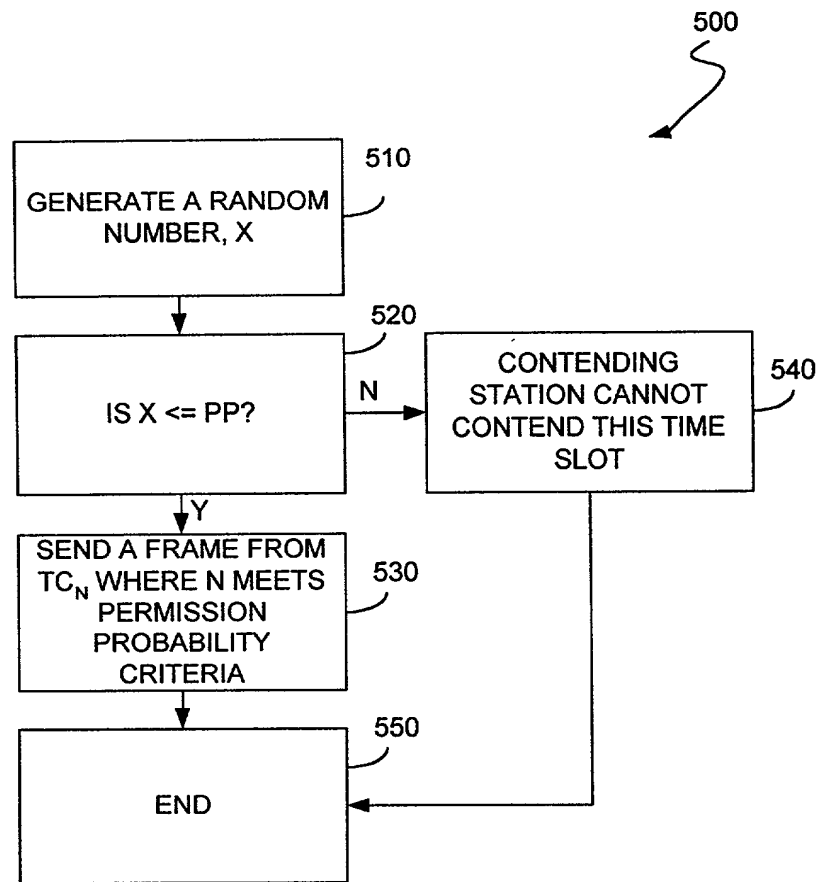 500
510
GENERATE A RANDOM
NUMBER, X
520
IS X <= PP?
N
CONTENDING
STATION CANNOT
CONTEND THIS TIME
SLOT
540
Y
SEND A FRAME FROM
TCN WHERE N MEETS
PERMISSION
PROBABILITY
CRITERIA
530
550
END